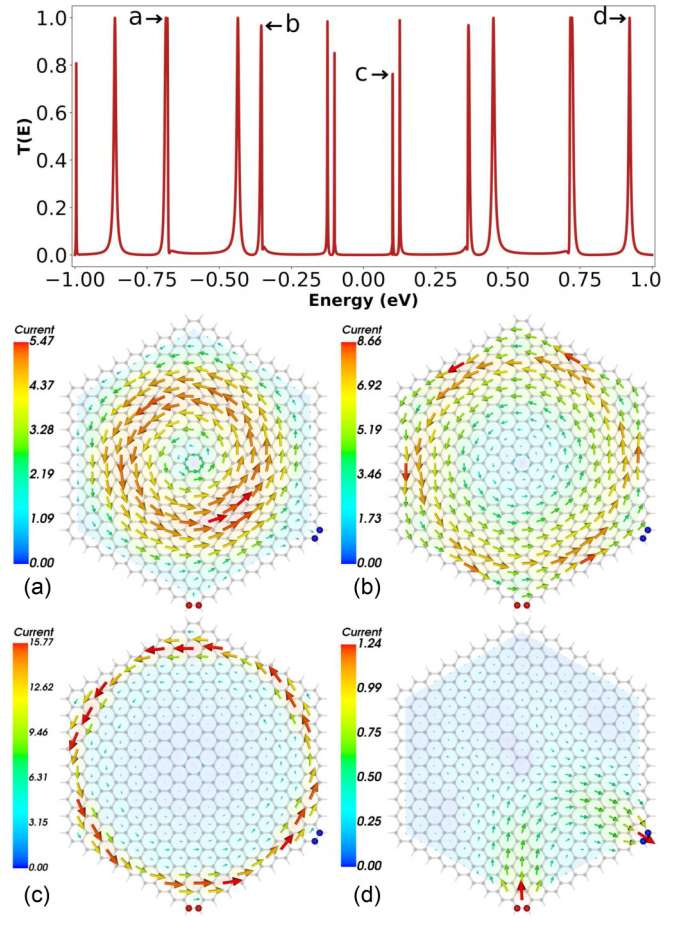 1.0
0.8
0.6
0.4
0.2
0.0
T(E)
a→
←b
c→
d→
−1.00 −0.75 −0.50 −0.25 0.00 0.25 0.50 0.75 1.0
Energy (eV)
Current
5.47
4.37
3.28
2.19
1.09
0.00
(a)
Current
8.66
6.92
5.19
3.46
1.73
0.00
(b)
Current
15.77
12.62
9.46
6.31
3.15
0.00
(c)
Current
1.24
0.99
0.75
0.50
0.25
0.00
(d)